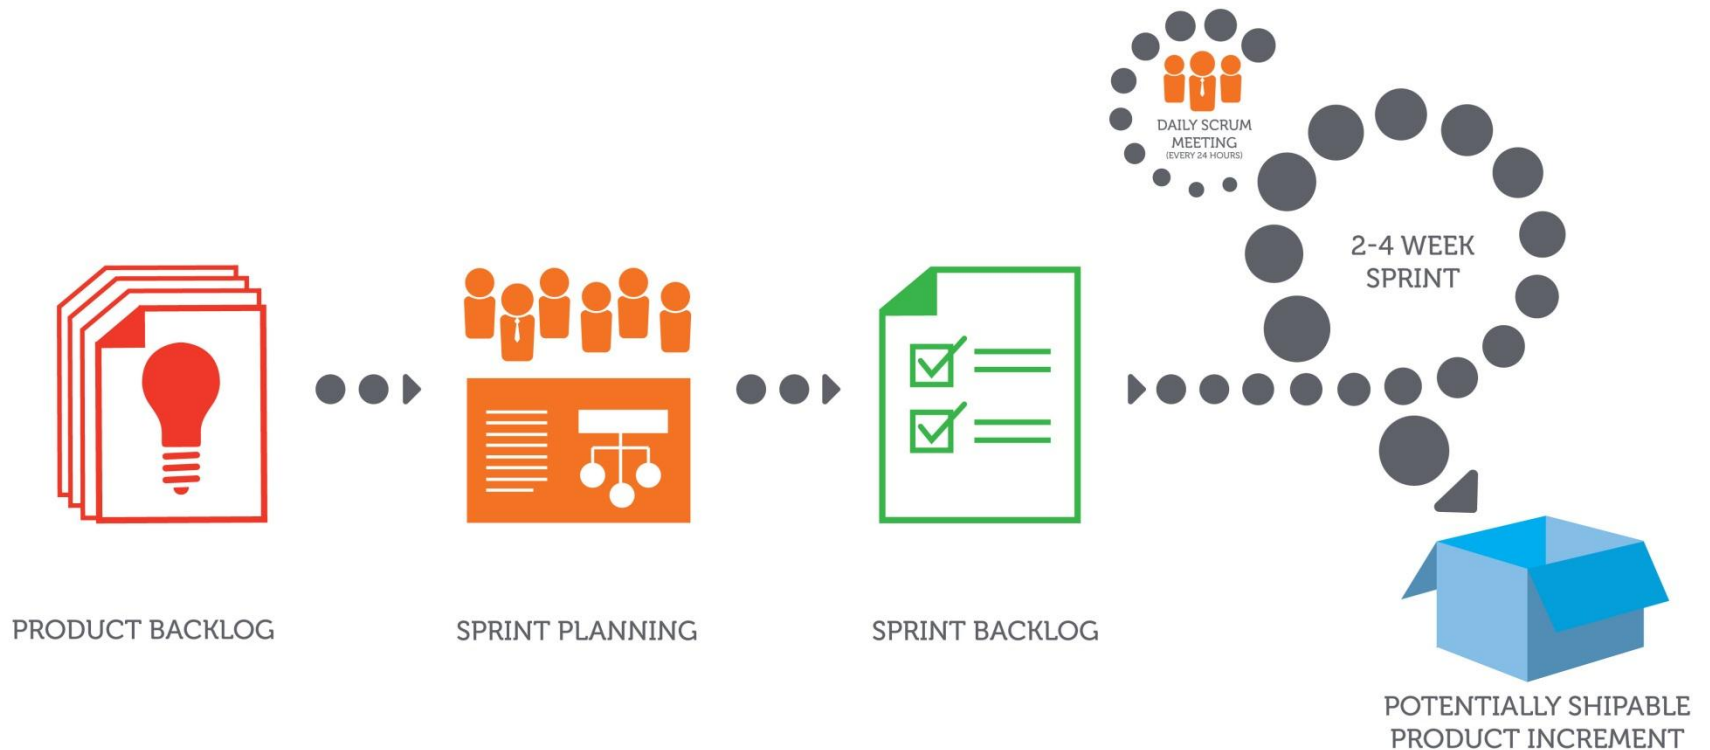 DAILY SCRUM
MEETING
(EVERY 24 HOURS)
2-4 WEEK
SPRINT
PRODUCT BACKLOG
SPRINT PLANNING
SPRINT BACKLOG
POTENTIALLY SHIPABLE
PRODUCT INCREMENT